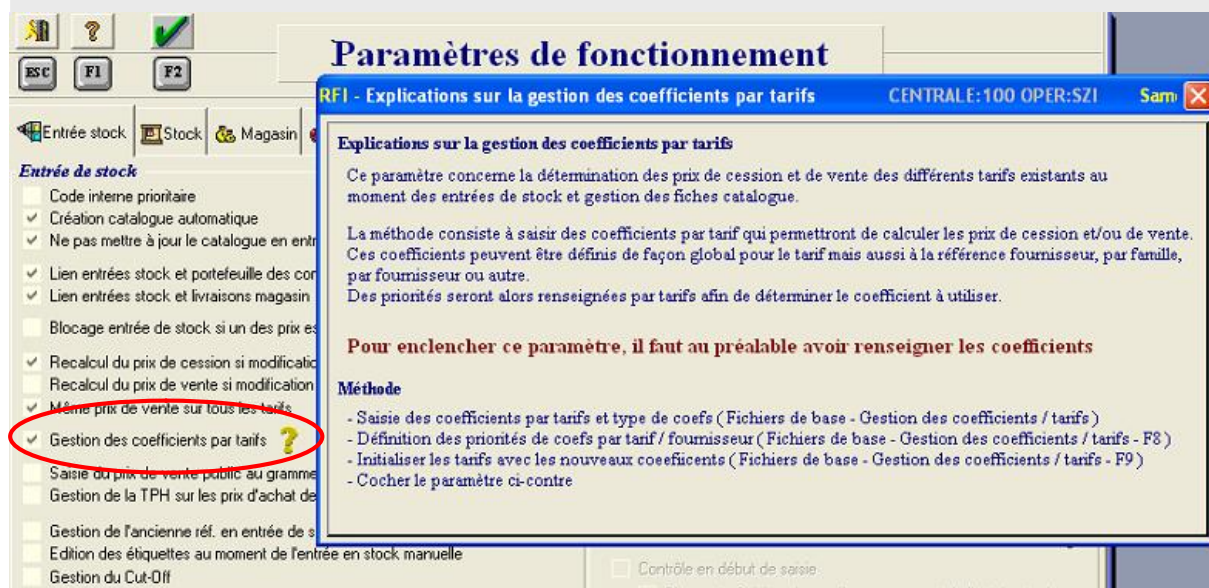 Paramètres de fonctionnement
ESC F1 F2
RFI - Explications sur la gestion des coefficients par tarifs CENTRALE:100 OPER:SZI
Entrée stock Stock Magasin
Explications sur la gestion des coefficients par tarifs
Ce paramètre concerne la détermination des prix de cession et de vente des différents tarifs existants au
moment des entrées de stock et gestion des fiches catalogue.
La méthode consiste à saisir des coefficients par tarif qui permettront de calculer les prix de cession et/ou de vente.
Ces coefficients peuvent être définis de façon global pour le tarif mais aussi à la référence fournisseur, par famille,
par fournisseur ou autre.
Des priorités seront alors renseignées par tarifs afin de déterminer le coefficient à utiliser.
Pour enclencher ce paramètre, il faut au préalable avoir renseigner les coefficients
Méthode
- Saisie des coefficients par tarifs et type de coefs ( Fichiers de base - Gestion des coefficients / tarifs )
- Définition des priorités de coefs par tarif / fournisseur ( Fichiers de base - Gestion des coefficients / tarifs - F8 )
- Initialiser les tarifs avec les nouveaux coeefiicents ( Fichiers de base - Gestion des coefficients / tarifs - F9 )
- Cocher le paramètre ci-contre
Entrée de stock
Code interne prioritaire
Création catalogue automatique
Ne pas mettre à jour le catalogue en
Lien entrées stock et portefeuille des
Lien entrées stock et livraisons magasin
Blocage entrée de stock si un des prix
Recalcul du prix de cession si
Recalcul du prix de vente si modification
Même prix de vente sur tous les tarifs
Gestion des coefficients par tarifs ?
Saisie du prix de vente public au gramme
Gestion de la TPH sur les prix d'achat
Gestion de l'ancienne réf. en entrée de
Edition des étiquettes au moment de l'entrée en stock manuelle
Gestion du Cut-Off
Contrôle en début de saisie